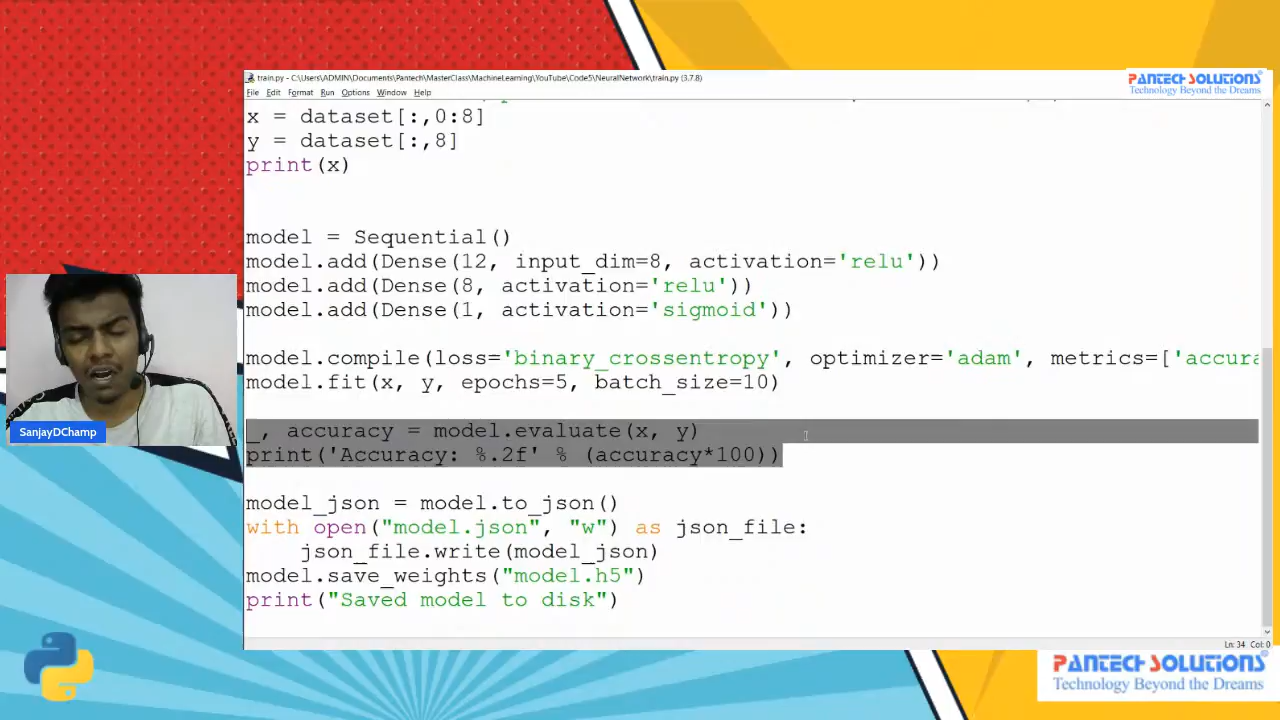 train.py - C:\Users\ADMIN\Documents\Pantech\MasterClass\MachineLearning\YouTube\Code5\NeuralNetwork\train.py (3.7.8)
File Edit Format Run Options Window Help
PANTECH SOLUTIONS
Technology Beyond the Dreams
x = dataset[:,0:8]
y = dataset[:,8]
print(x)
model = Sequential()
model.add(Dense(12, input_dim=8, activation='relu'))
model.add(Dense(8, activation='relu'))
model.add(Dense(1, activation='sigmoid'))
model.compile(loss='binary_crossentropy', optimizer='adam', metrics=['accura
model.fit(x, y, epochs=5, batch_size=10)
_, accuracy = model.evaluate(x, y)
print('Accuracy: %.2f' % (accuracy*100))
model_json = model.to_json()
with open("model.json", "w") as json_file:
    json_file.write(model_json)
model.save_weights("model.h5")
print("Saved model to disk")
SanjayDChamp
Ln: 34 Col: 0
PANTECH SOLUTIONS
Technology Beyond the Dreams